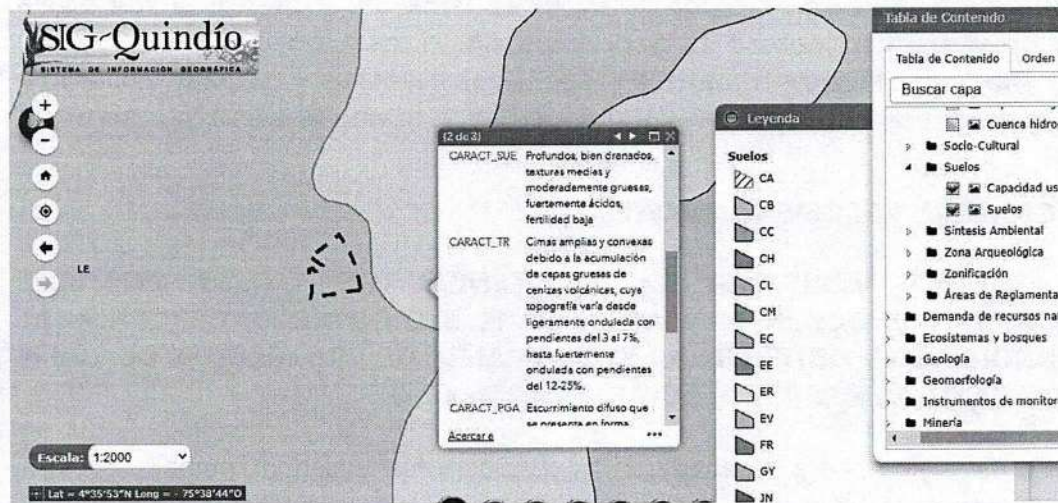 SIG-Quindío
SISTEMA DE INFORMACIÓN GEOGRÁFICA
LE
Escala: 1:2000
Lat = 4°35'53"N Long = - 75°38'44"O
(2 de 3)
CARACT_SUE Profundos, bien drenados,
texturas medias y
moderadamente gruesas,
fuertemente ácidos,
fertilidad baja
CARACT_TR Cimas amplias y convexas
debido a la acumulación
de capas gruesas de
cenizas volcánicas, cuya
topografía varía desde
ligeramente ondulada con
pendientes del 3 al 7%,
hasta fuertemente
ondulada con pendientes
del 12-25%.
CARACT_PGA Escurrimiento difuso que
se presenta en forma
Acercar a
Leyenda
Suelos
CA
CB
CC
CH
CL
CM
EC
EE
ER
EV
FR
GY
JN
Tabla de Contenido
Tabla de Contenido Orden
Buscar capa
Cuenca hidro
Socio-Cultural
Suelos
Capacidad us
Suelos
Síntesis Ambiental
Zona Arqueológica
Zonificación
Áreas de Reglamenta
Demanda de recursos nat
Ecosistemas y bosques
Geología
Geomorfología
Instrumentos de monitor
Minería